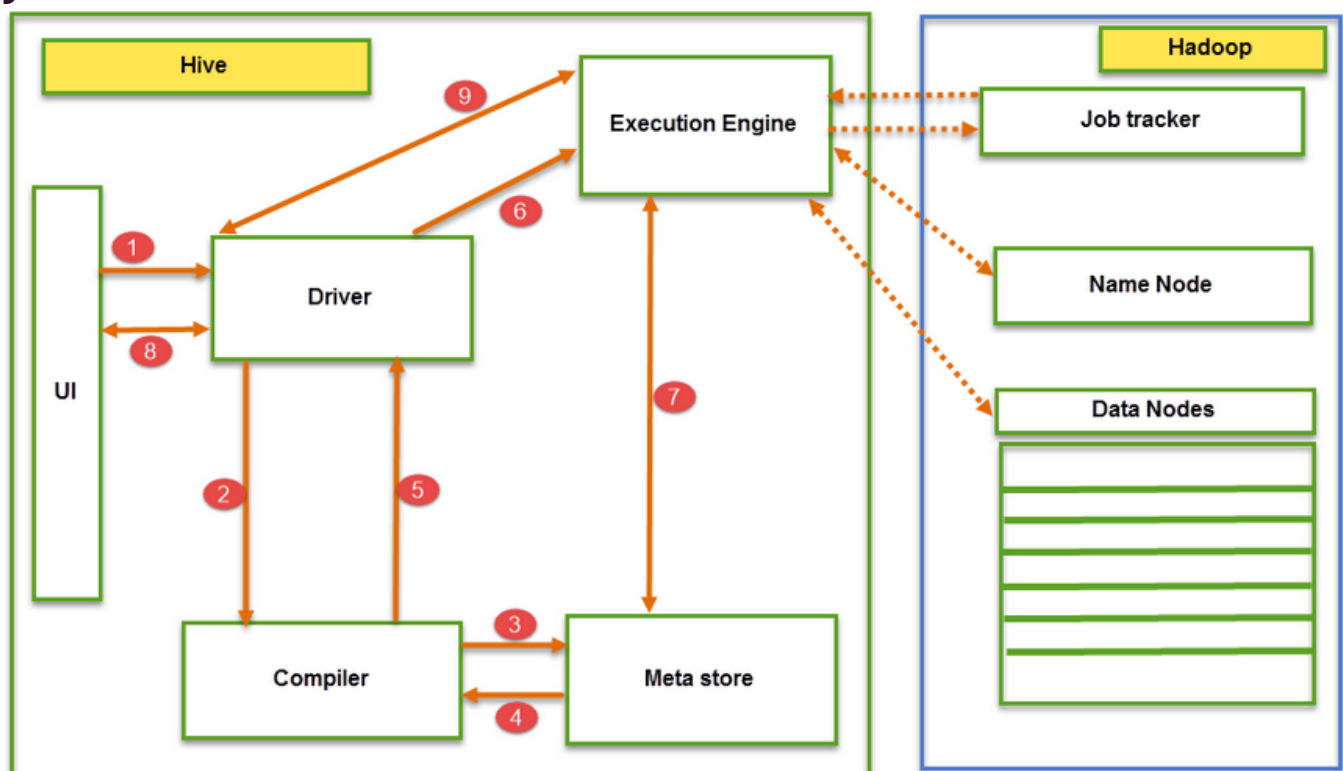 Hive
Hadoop
9
Execution Engine
Job tracker
6
1
Driver
Name Node
8
UI
7
Data Nodes
2
5
3
Compiler
Meta store
4